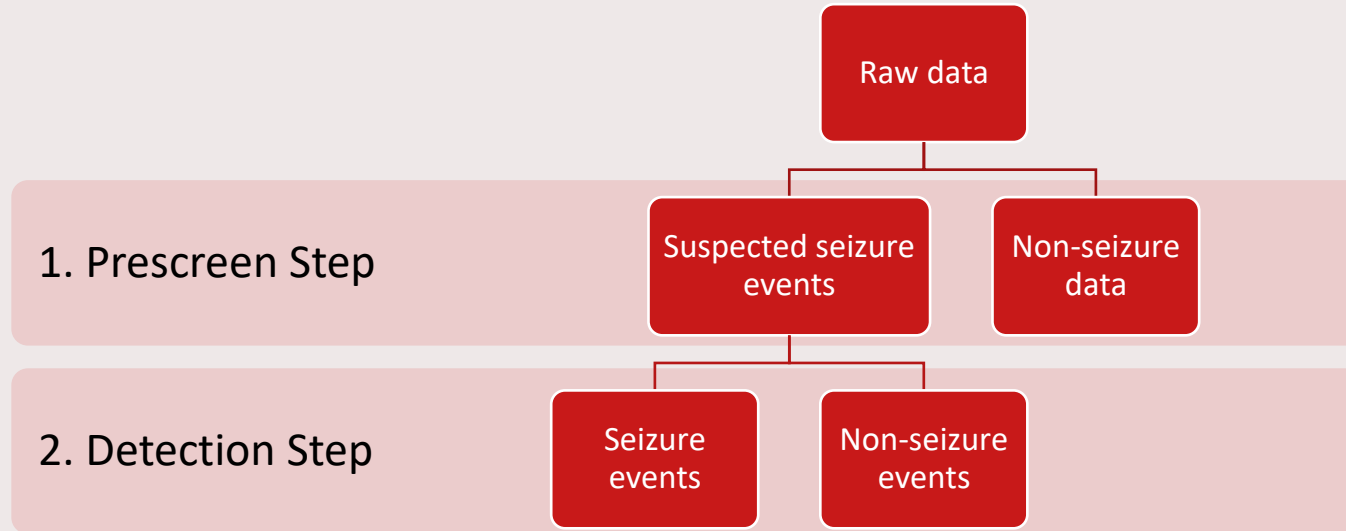 Raw data
1. Prescreen Step
Suspected seizure
events
Non-seizure
data
2. Detection Step
Seizure
events
Non-seizure
events